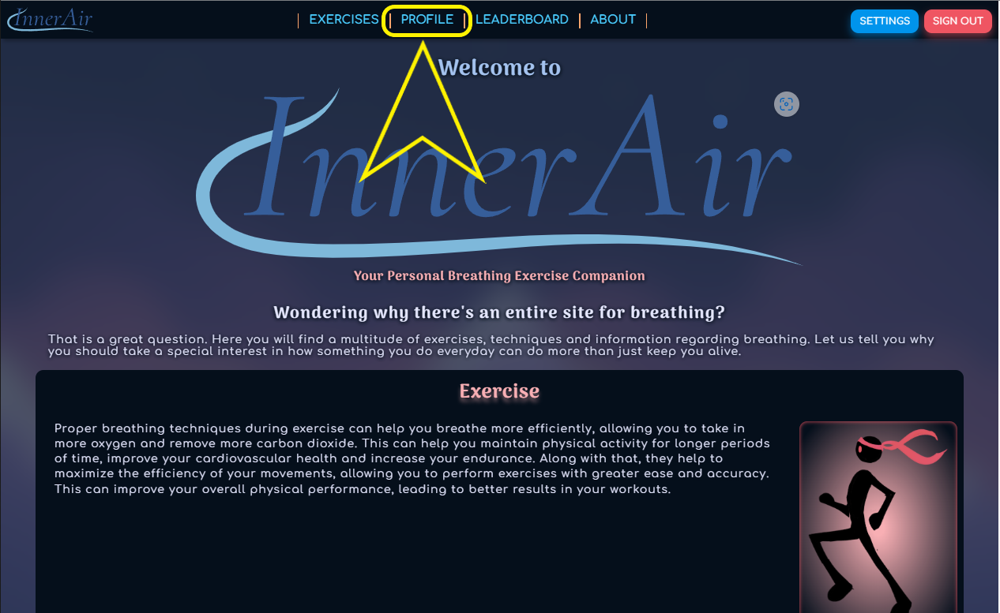 InnerAir
EXERCISES
PROFILE
LEADERBOARD
ABOUT
SETTINGS
SIGN OUT
Welcome to
InnerAir
Your Personal Breathing Exercise Companion
Wondering why there's an entire site for breathing?
That is a great question. Here you will find a multitude of exercises, techniques and information regarding breathing. Let us tell you why
you should take a special interest in how something you do everyday can do more than just keep you alive.
Exercise
Proper breathing techniques during exercise can help you breathe more efficiently, allowing you to take in
more oxygen and remove more carbon dioxide. This can help you maintain physical activity for longer periods
of time, improve your cardiovascular health and increase your endurance. Along with that, they help to
maximize the efficiency of your movements, allowing you to perform exercises with greater ease and accuracy.
This can improve your overall physical performance, leading to better results in your workouts.